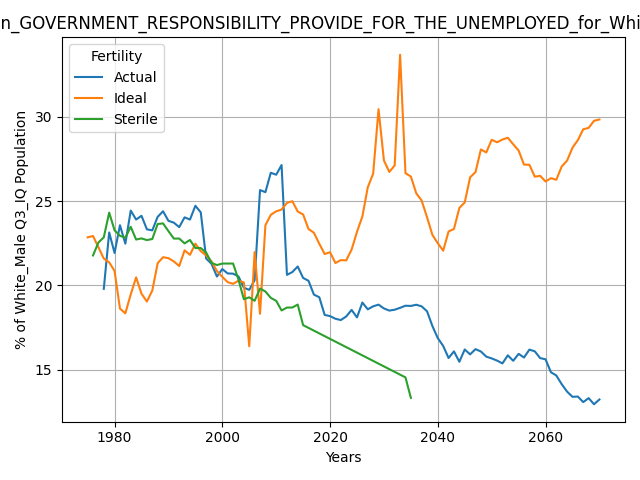 n_GOVERNMENT_RESPONSIBILITY_PROVIDE_FOR_THE_UNEMPLOYED_for_Whi
Fertility
Actual
Ideal
Sterile
% of White_Male Q3_IQ Population
30
25
20
15
1980 2000 2020 2040 2060
Years